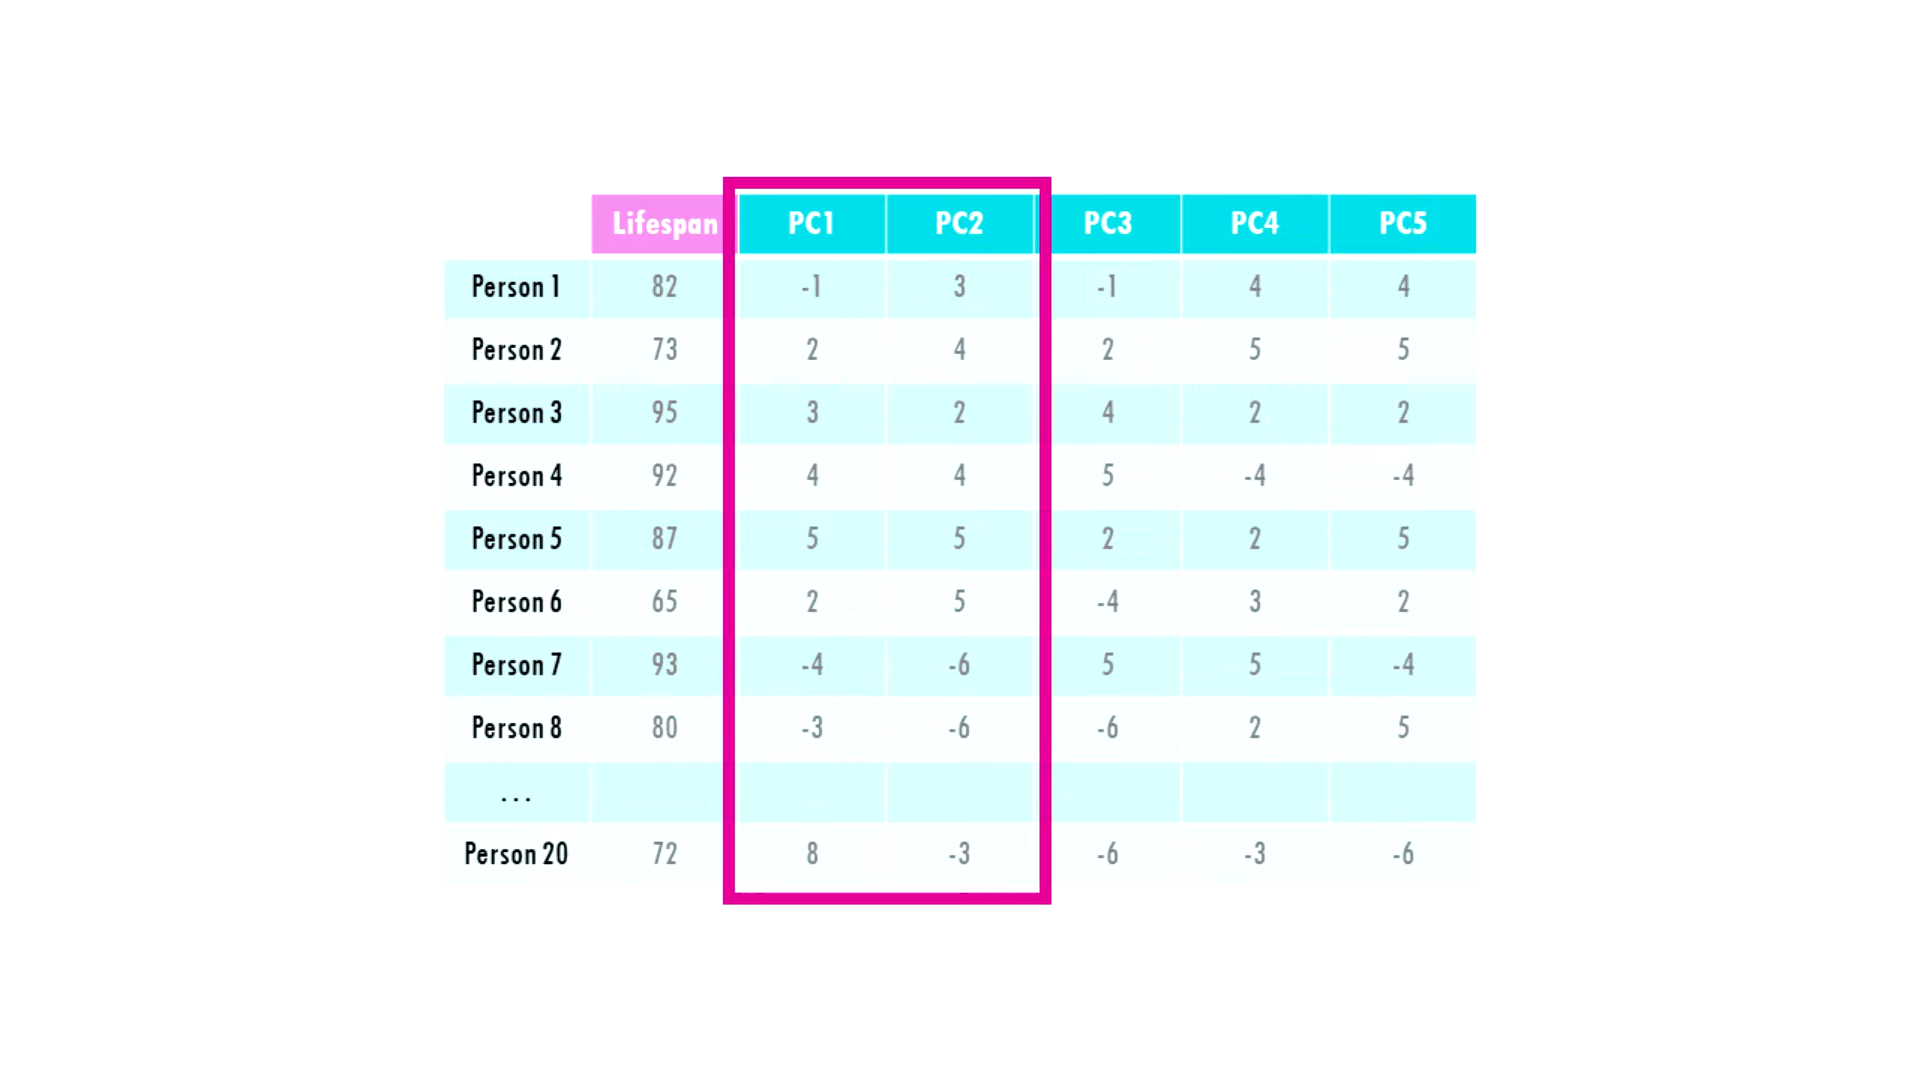 Lifespan PC1 PC2 PC3 PC4 PC5
Person 1 82 -1 3 -1 4 4
Person 2 73 2 4 2 5 5
Person 3 95 3 2 4 2 2
Person 4 92 4 4 5 -4 -4
Person 5 87 5 5 2 2 5
Person 6 65 2 5 -4 3 2
Person 7 93 -4 -6 5 5 -4
Person 8 80 -3 -6 -6 2 5
...
Person 20 72 8 -3 -6 -3 -6